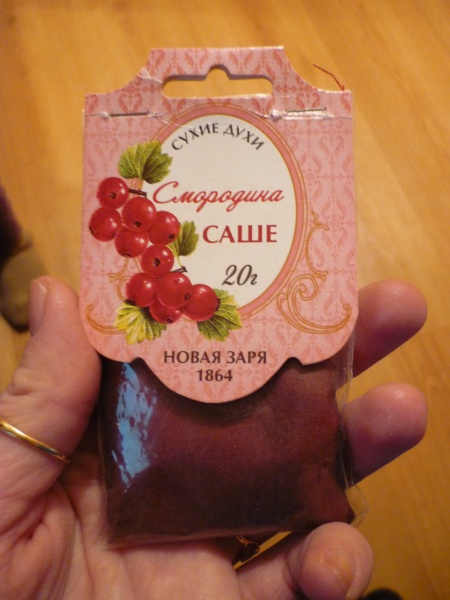 СУХИЕ ДУХИ
Смородина
САШЕ
20г
НОВАЯ ЗАРЯ
1864